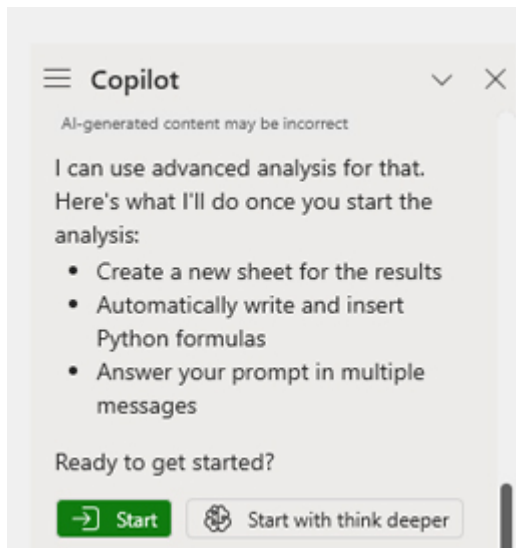 Copilot
AI-generated content may be incorrect
I can use advanced analysis for that.
Here's what I'll do once you start the
analysis:
• Create a new sheet for the results
• Automatically write and insert
Python formulas
• Answer your prompt in multiple
messages
Ready to get started?
Start
Start with think deeper